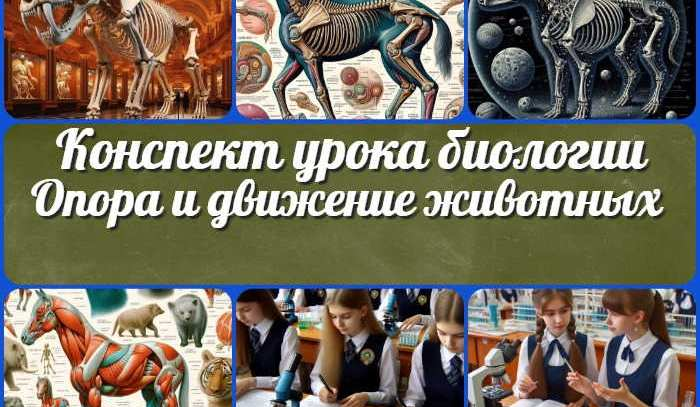 Конспект урока биологии
Опора и движение животных